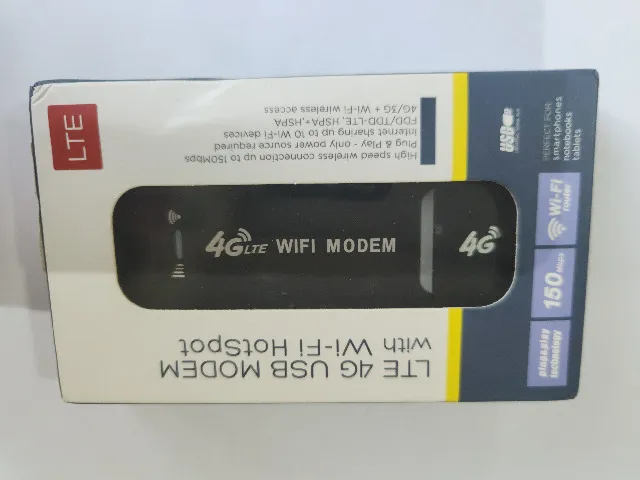 LTE
High speed wireless connection up to 150Mbps
Plug & Play - only power source required
Internet sharing up to 10 Wi-Fi devices
FDD/TDD-LTE, HSPA+,HSPA
4G/3G + Wi-Fi wireless access
4G LTE WIFI MODEM
4G
LTE 4G USB MODEM
with Wi-Fi HotSpot
USB
PERFECT FOR:
smartphones
notebooks
tablets
Wi-Fi
router
150 Mbps
plug&play
technology